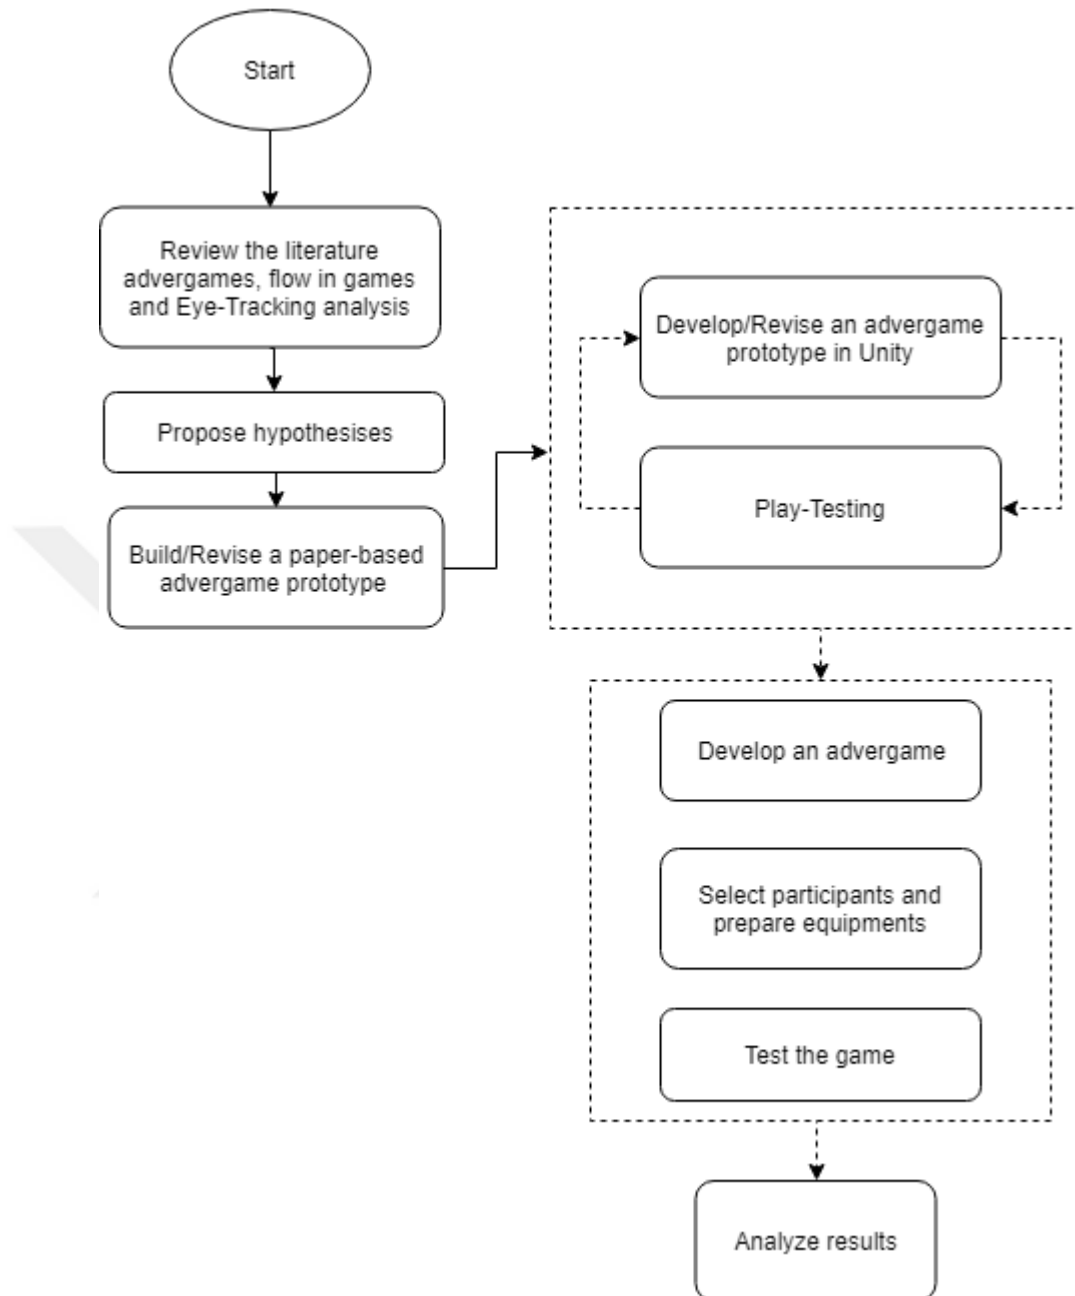 Start
Review the literature
advergames, flow in games
and Eye-Tracking analysis
Propose hypothesises
Build/Revise a paper-based
advergame prototype
Develop/Revise an advergame
prototype in Unity
Play-Testing
Develop an advergame
Select participants and
prepare equipments
Test the game
Analyze results